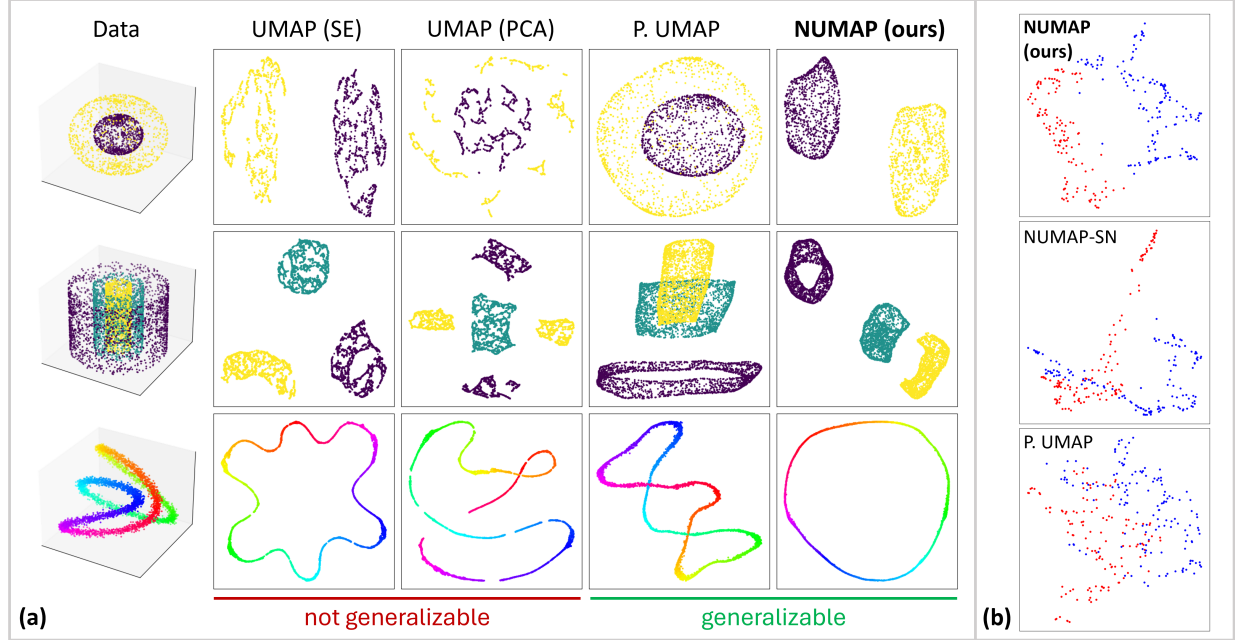 Data
UMAP (SE)
UMAP (PCA)
P. UMAP
NUMAP (ours)
not generalizable
generalizable
(a)
NUMAP
(ours)
NUMAP-SN
P. UMAP
(b)